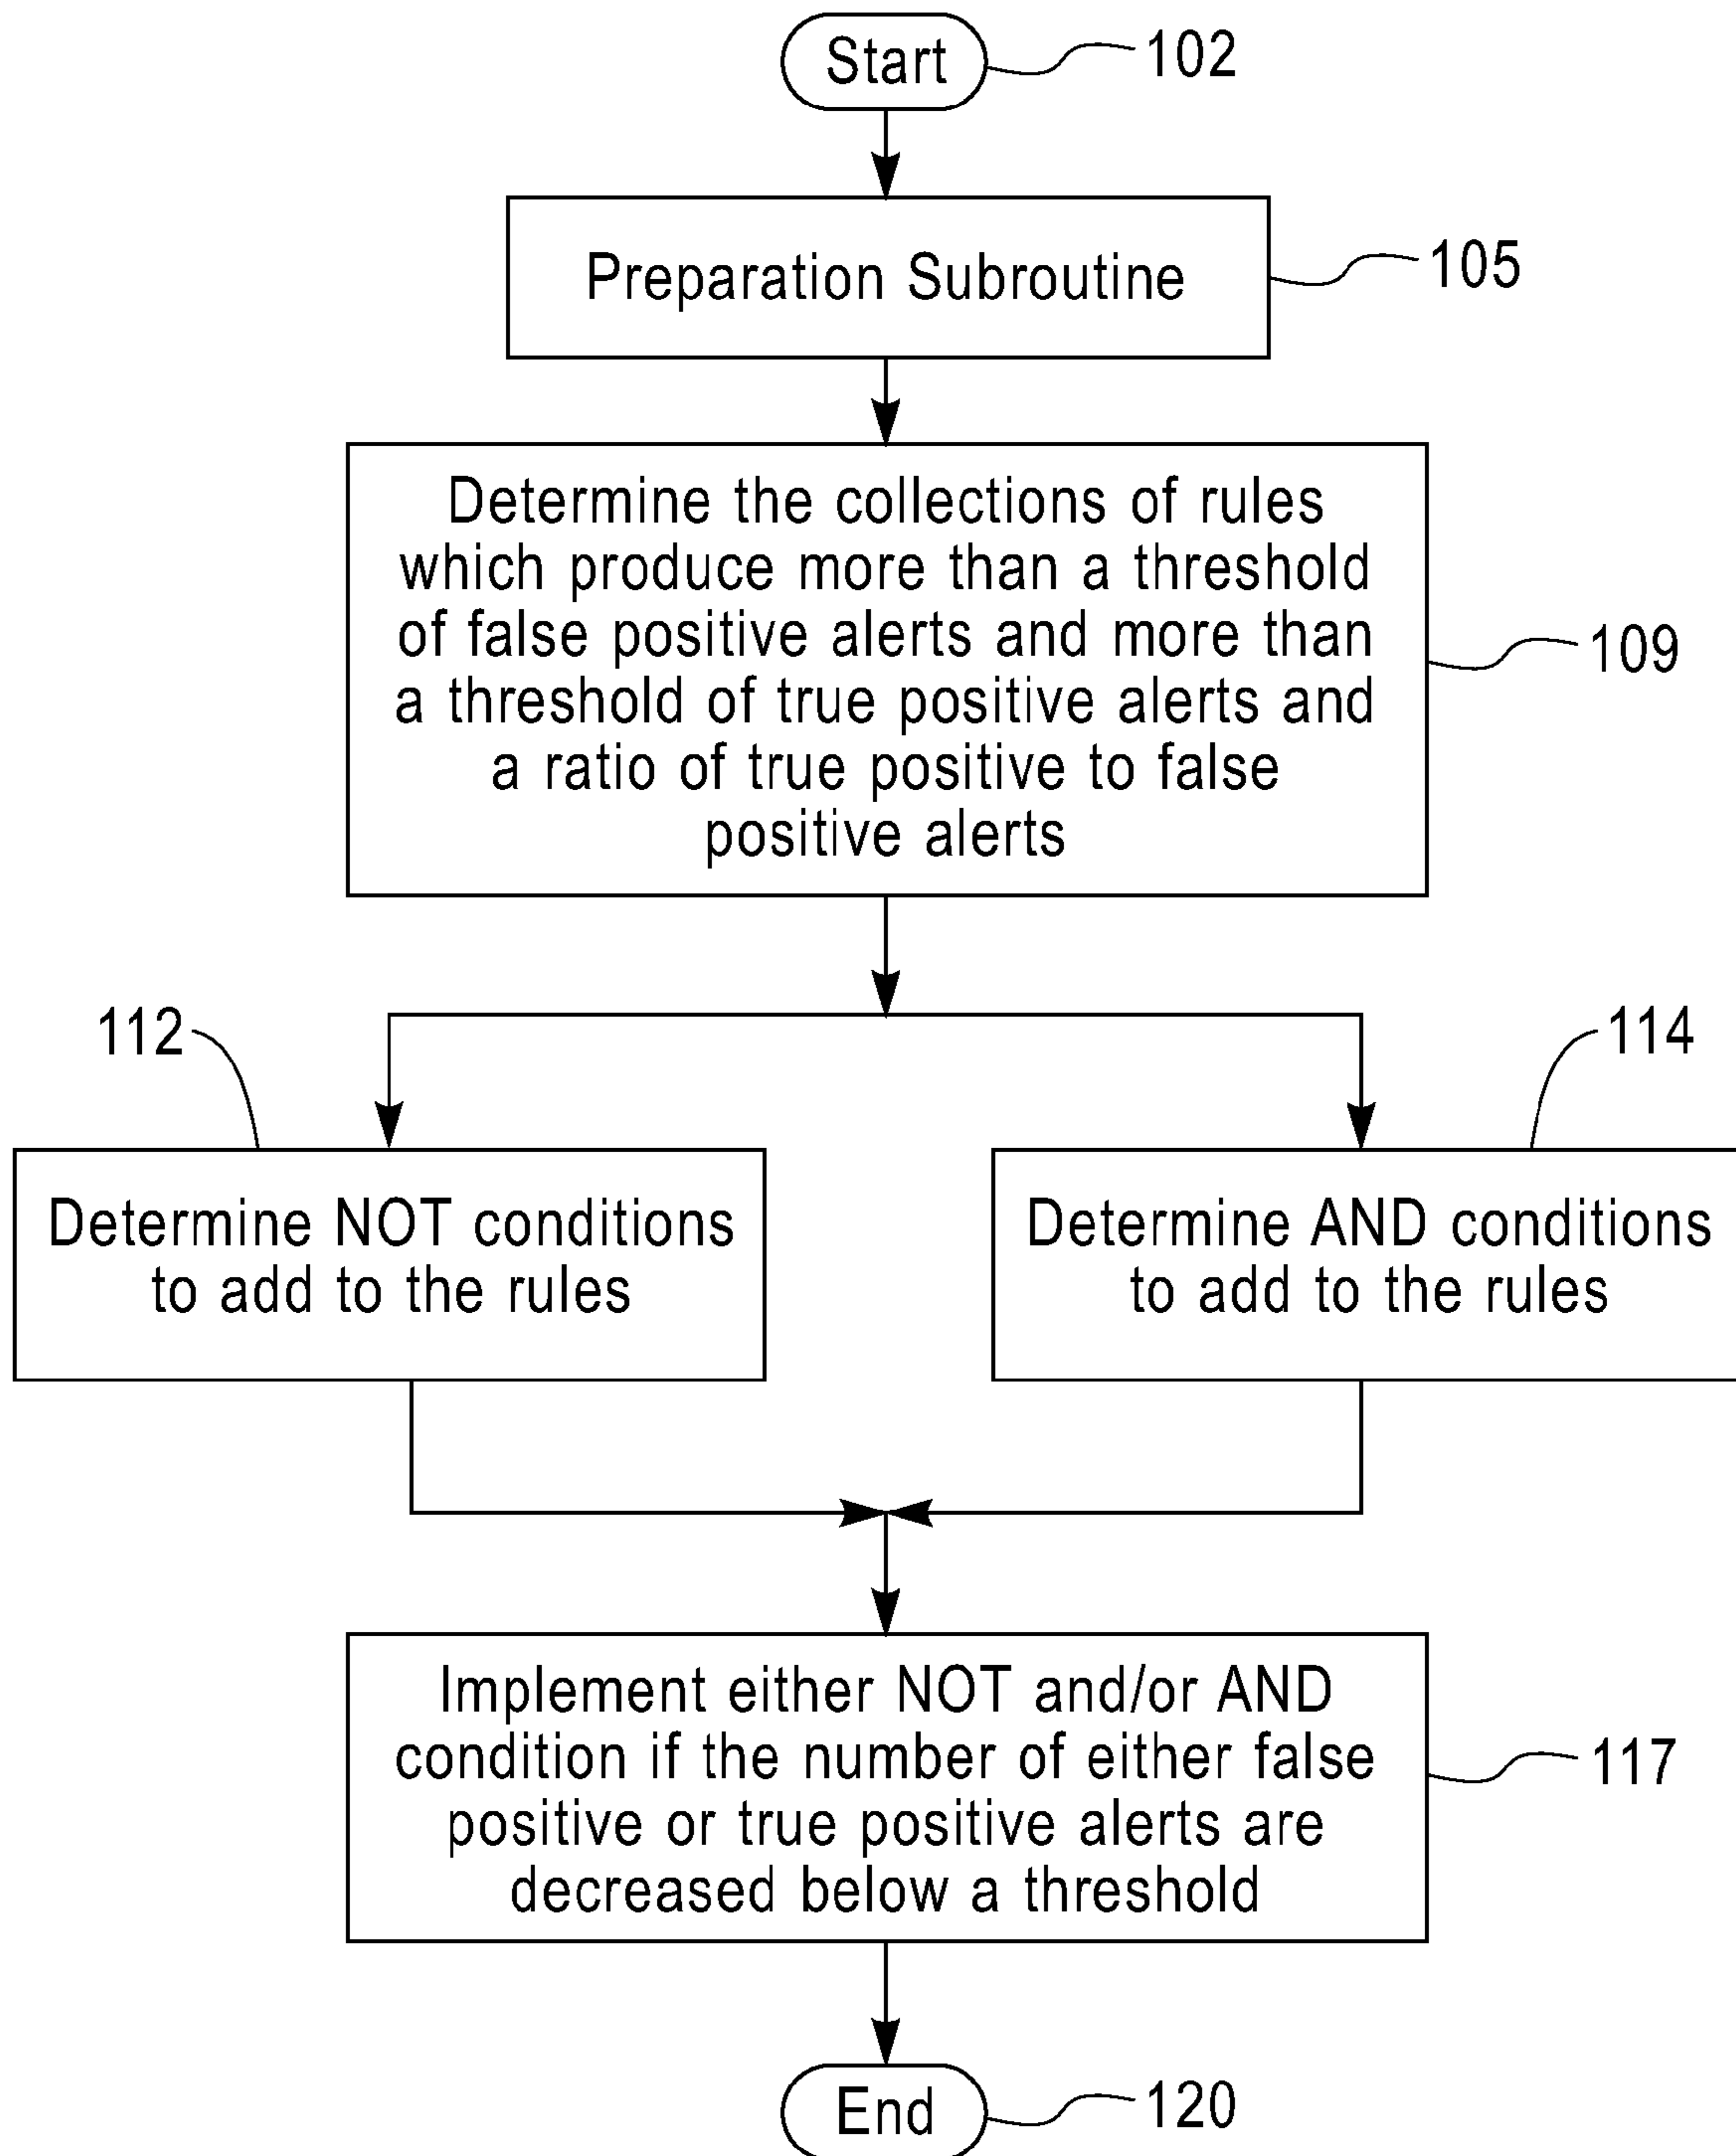 Start
102
Preparation Subroutine
105
Determine the collections of rules
which produce more than a threshold
of false positive alerts and more than
a threshold of true positive alerts and
a ratio of true positive to false
positive alerts
109
112
114
Determine NOT conditions
to add to the rules
Determine AND conditions
to add to the rules
Implement either NOT and/or AND
condition if the number of either false
positive or true positive alerts are
decreased below a threshold
117
End
120